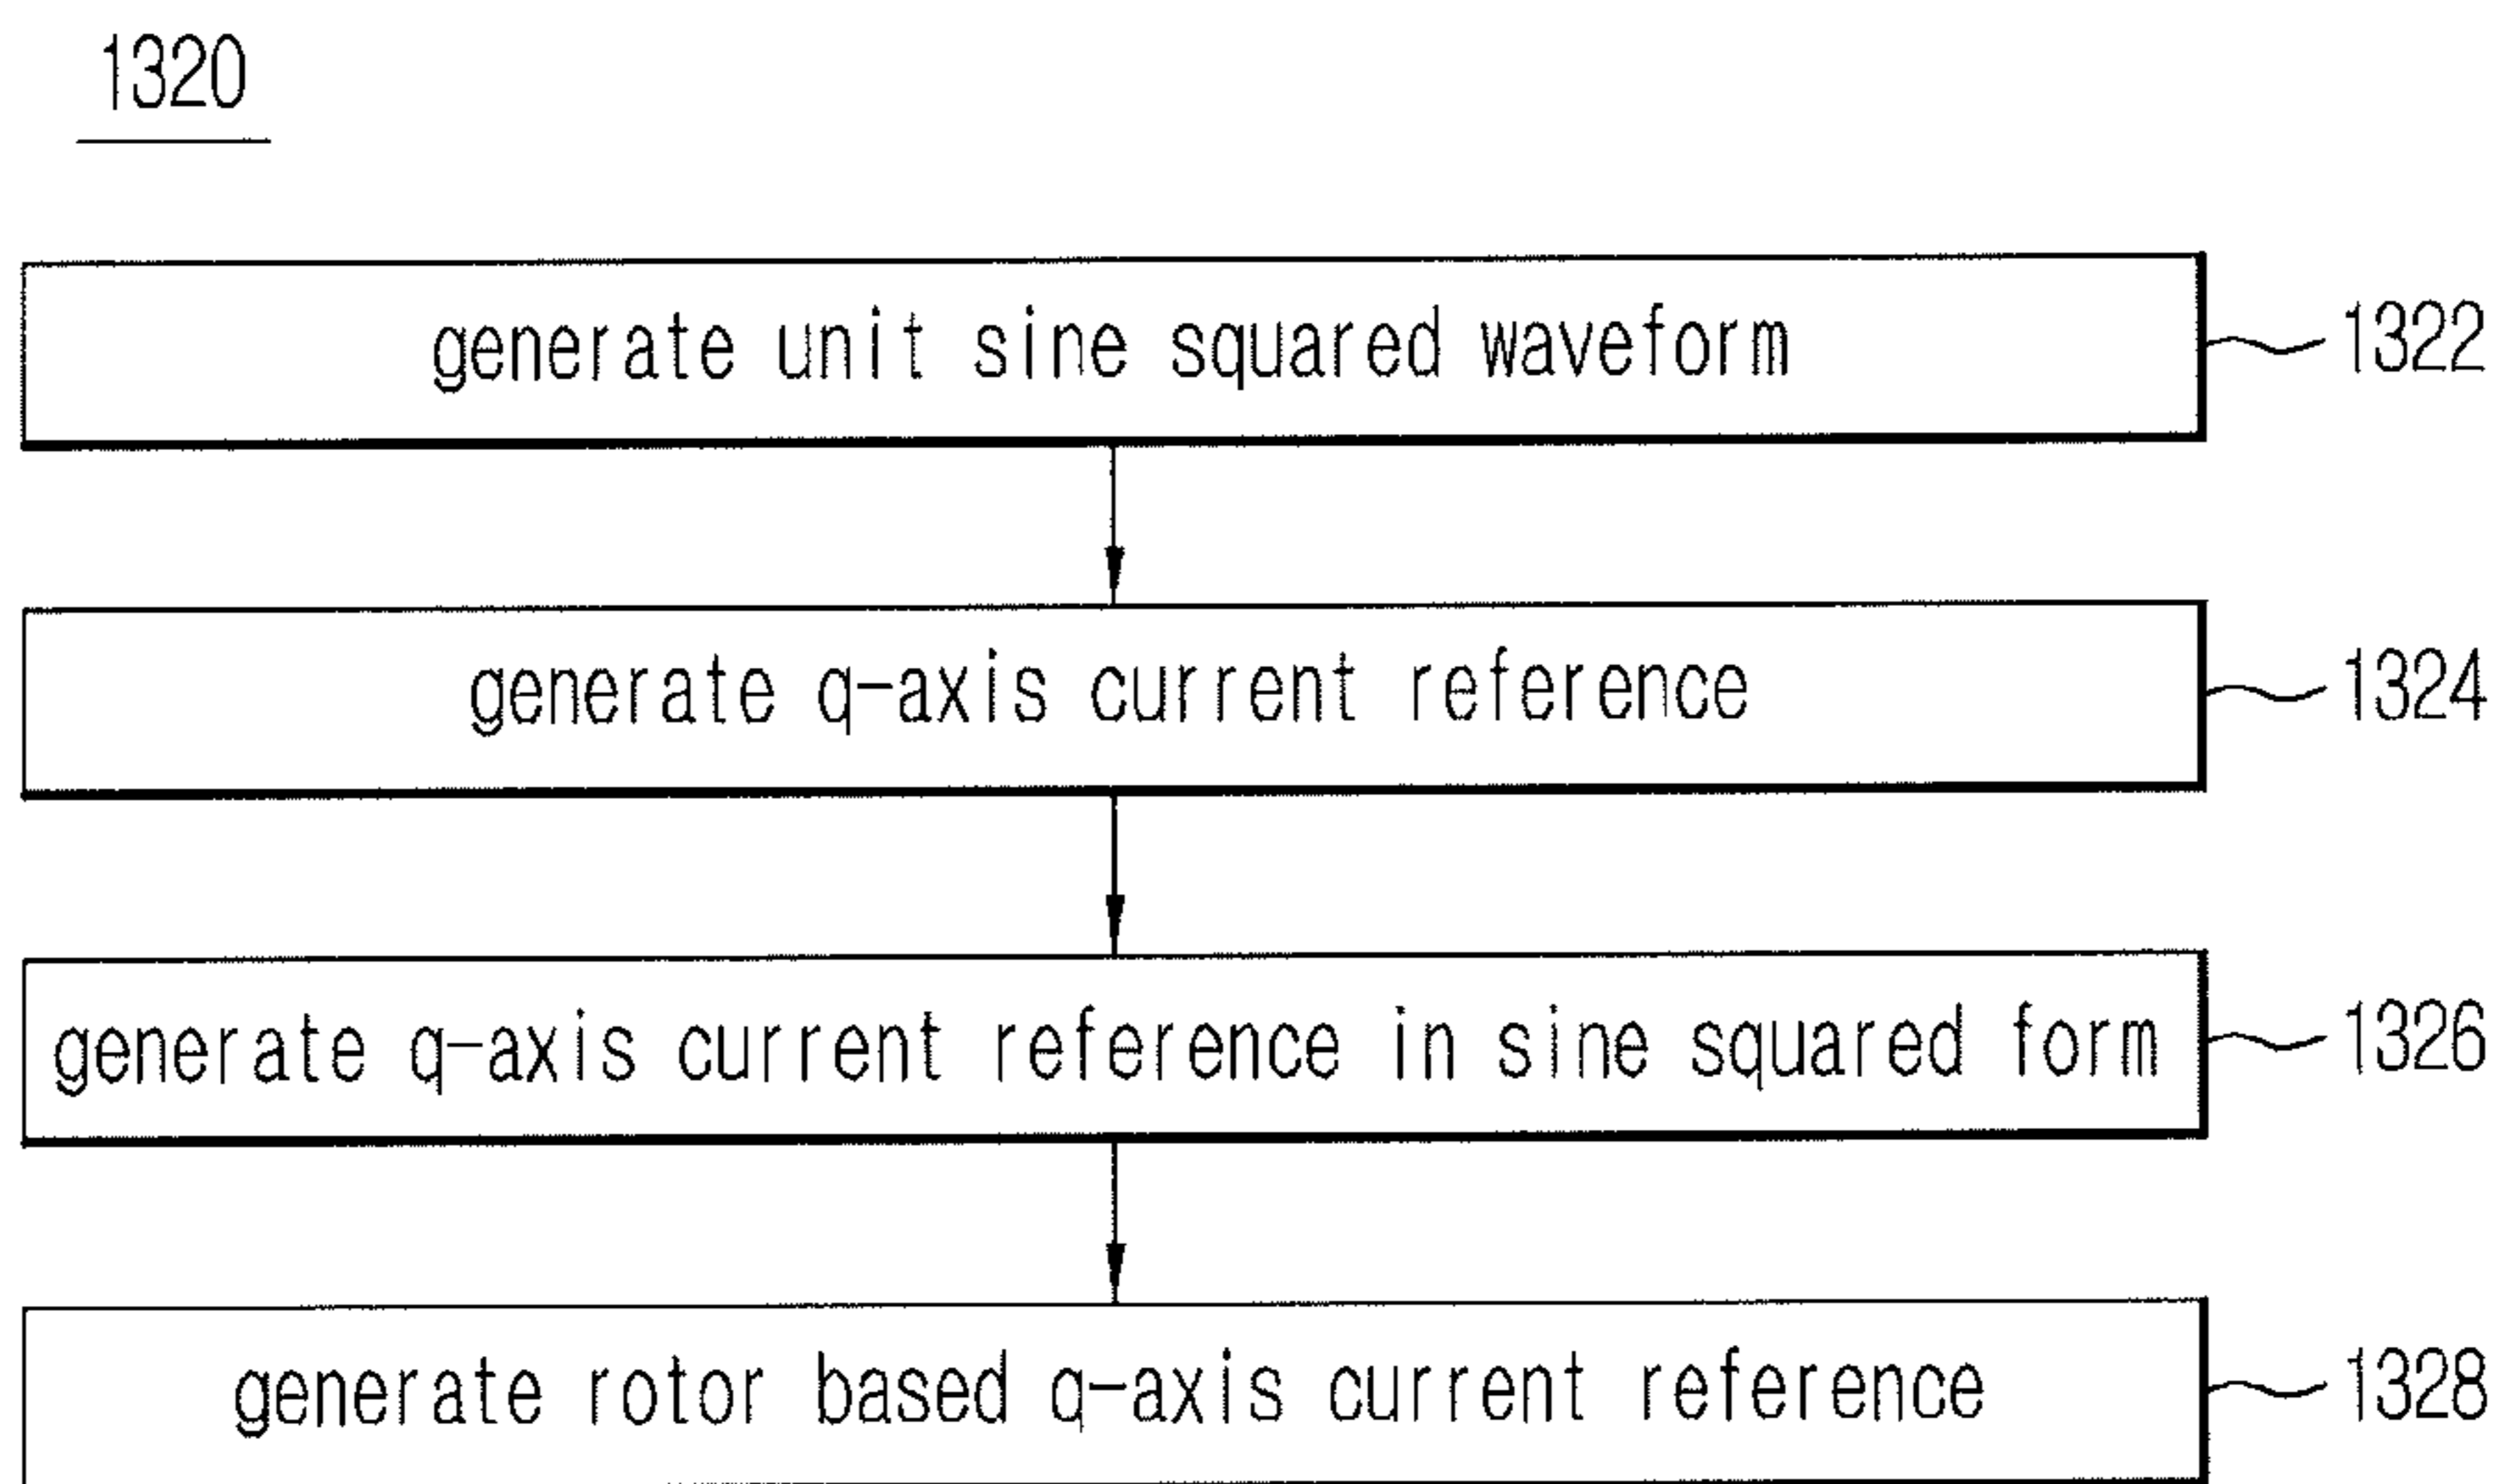 1320
generate unit sine squared waveform 1322
generate q-axis current reference 1324
generate q-axis current reference in sine squared form 1326
generate rotor based q-axis current reference 1328